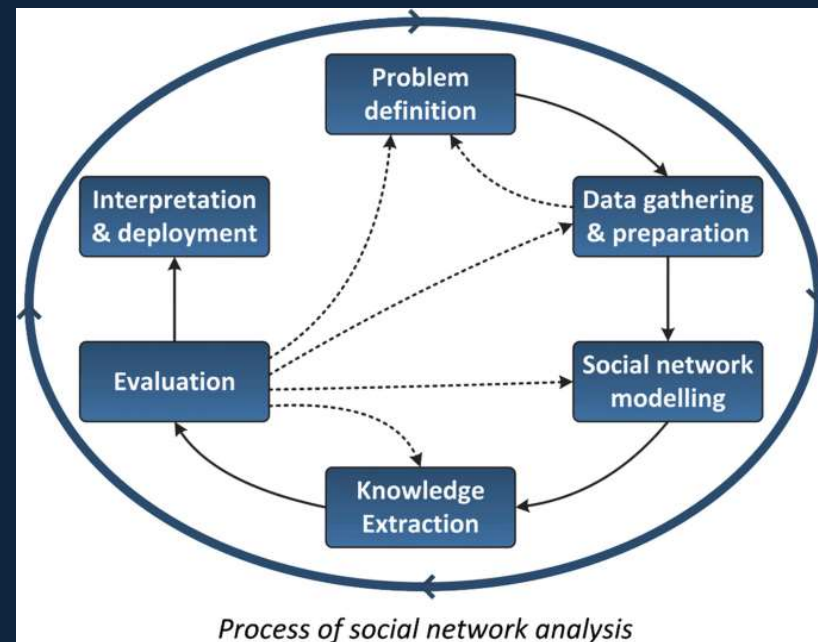 Problem
definition
Interpretation
& deployment
Data gathering
& preparation
Evaluation
Social network
modelling
Knowledge
Extraction
Process of social network analysis